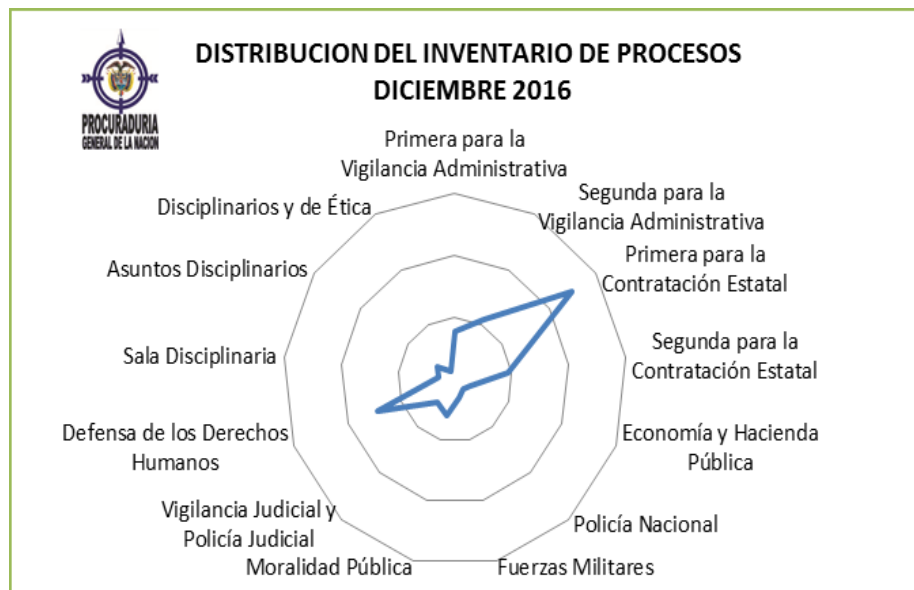 DISTRIBUCION DEL INVENTARIO DE PROCESOS
DICIEMBRE 2016
PROCURADURIA
GENERAL DE LA NACION
Primera para la
Vigilancia Administrativa
Segunda para la
Vigilancia Administrativa
Primera para la
Contratación Estatal
Segunda para la
Contratación Estatal
Economía y Hacienda
Pública
Policía Nacional
Fuerzas Militares
Moralidad Pública
Vigilancia Judicial y
Policía Judicial
Defensa de los Derechos
Humanos
Sala Disciplinaria
Asuntos Disciplinarios
Disciplinarios y de Ética